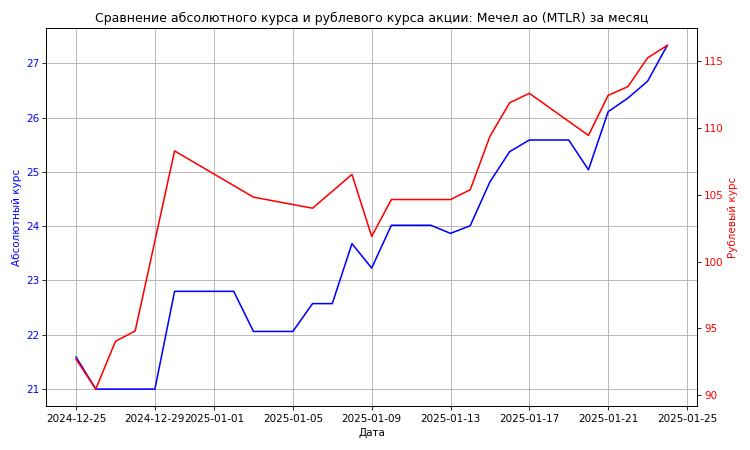 Сравнение абсолютного курса и рублевого курса акции: Мечел ао (MTLR) за месяц
Абсолютный курс
27
26
25
24
23
22
21
115
110
105
100
95
90
Рублевый курс
2024-12-25 2024-12-29 2025-01-01 2025-01-05 2025-01-09 2025-01-13 2025-01-17 2025-01-21 2025-01-25
Дата